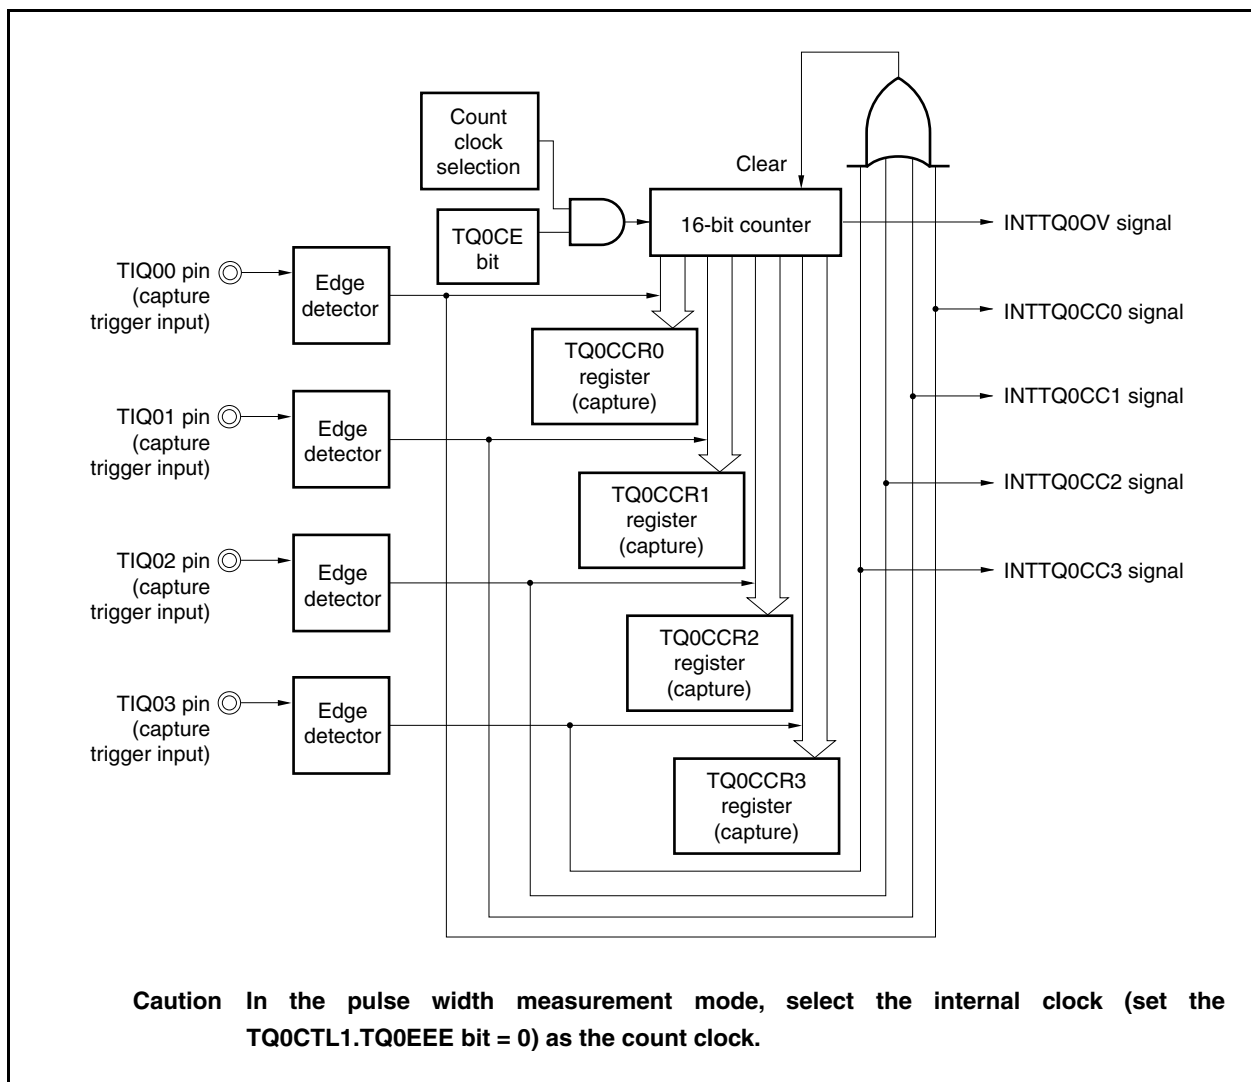 Count
clock
selection
Clear
TQ0CE
bit
16-bit counter
INTTQ0OV signal
TIQ00 pin
(capture
trigger input)
Edge
detector
INTTQ0CC0 signal
TQ0CCR0
register
(capture)
TIQ01 pin
(capture
trigger input)
Edge
detector
INTTQ0CC1 signal
TQ0CCR1
register
(capture)
INTTQ0CC2 signal
TIQ02 pin
(capture
trigger input)
Edge
detector
INTTQ0CC3 signal
TQ0CCR2
register
(capture)
TIQ03 pin
(capture
trigger input)
Edge
detector
TQ0CCR3
register
(capture)
Caution In the pulse width measurement mode, select the internal clock (set the
TQ0CTL1.TQ0EEE bit = 0) as the count clock.